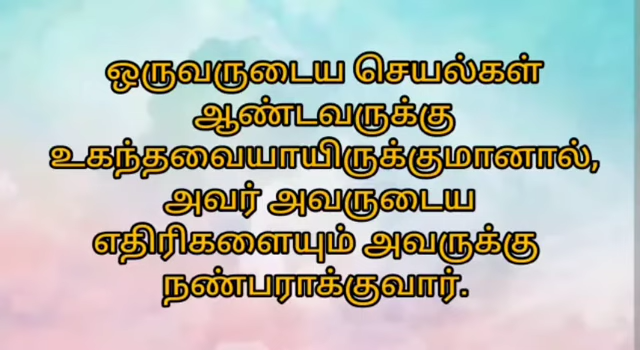 ஒருவருடைய செயல்கள்
ஆண்டவருக்கு
உகந்தவையாயிருக்குமானால்,
அவர் அவருடைய
எதிரிகளையும் அவருக்கு
நண்பராக்குவார்.